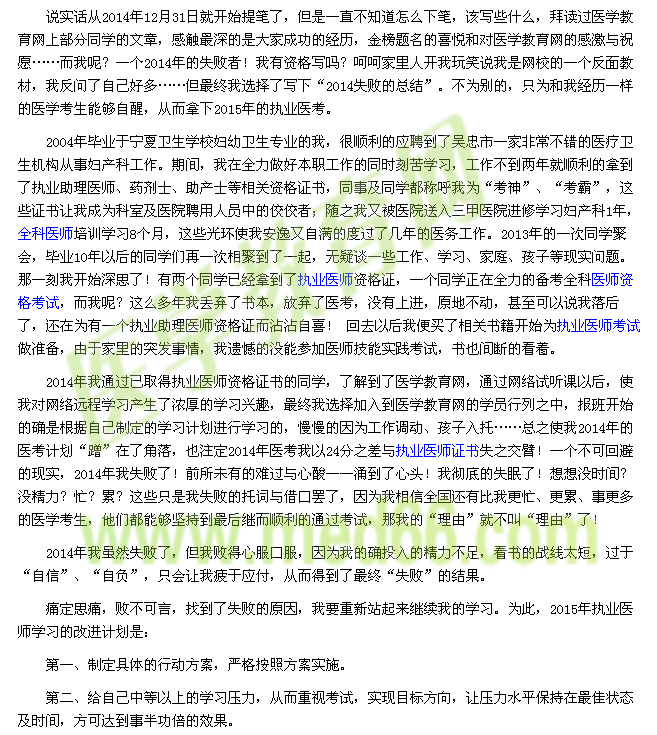 说实话从2014年12月31日就开始提笔了，但是一直不知道怎么下笔，该写些什么，拜读过医学教
育网上部分同学的文章，感触最深的是大家成功的经历，金榜题名的喜悦和对医学教育网的感激与祝
愿……而我呢？一个2014年的失败者！我有资格写吗？呵呵家里人开我玩笑说我是网校的一个反面教
材，我反问了自己好多……但最终我选择了写下“2014失败的总结”。不为别的，只为和我经历一样
的医学考生能够自醒，从而拿下2015年的执业医考。
2004年毕业于宁夏卫生学校妇幼卫生专业的我，很顺利的应聘到了吴忠市一家非常不错的医疗卫
生机构从事妇产科工作。期间，我在全力做好本职工作的同时刻苦学习，工作不到两年就顺利的拿到
了执业助理医师、药剂士、助产士等相关资格证书，同事及同学都称呼我为“考神”、“考霸”，这
些证书让我成为科室及医院聘用人员中的佼佼者；随之我又被医院送入三甲医院进修学习妇产科1年，
全科医师培训学习8个月，这些光环使我安逸又自满的度过了几年的医务工作。2013年的一次同学聚
会，毕业10年以后的同学们再一次相聚到了一起，无疑谈一些工作、学习、家庭、孩子等现实问题。
那一刻我开始深思了！有两个同学已经拿到了执业医师资格证，一个同学正在全力的备考全科医师资
格考试，而我呢？这么多年我丢弃了书本，放弃了医考，没有上进，原地不动，甚至可以说我落后
了，还在为有一个执业助理医师资格证而沾沾自喜！ 回去以后我便买了相关书籍开始为执业医师考试
做准备，由于家里的突发事情，我遗憾的没能参加医师技能实践考试，书也间断的看着。
2014年我通过已取得执业医师资格证书的同学，了解到了医学教育网，通过网络试听课以后，使
我对网络远程学习产生了浓厚的学习兴趣，最终我选择加入到医学教育网的学员行列之中，报班开始
的确是根据自己制定的学习计划进行学习的，慢慢的因为工作调动、孩子入托……总之使我2014年的
医考计划“蹭”在了角落，也注定2014年医考我以24分之差与执业医师证书失之交臂！一个不可回避
的现实，2014年我失败了！前所未有的难过与心酸一一涌到了心头！我彻底的失眠了！想想没时间？
没精力？忙？累？这些只是我失败的托词与借口罢了，因为我相信全国还有比我更忙、更累、事更多
的医学考生，他们都能够坚持到最后继而顺利的通过考试，那我的“理由”就不叫“理由”了！
2014年我虽然失败了，但我败得心服口服，因为我的确投入的精力不足，看书的战线太短，过于
“自信”、“自负”，只会让我疲于应付，从而得到了最终“失败”的结果。
痛定思痛，败不可言，找到了失败的原因，我要重新站起来继续我的学习。为此，2015年执业医
师学习的改进计划是：
第一、制定具体的行动方案，严格按照方案实施。
第二、给自己中等以上的学习压力，从而重视考试，实现目标方向，让压力水平保持在最佳状态
及时间，方可达到事半功倍的效果。
医学教育网
www.med66.com